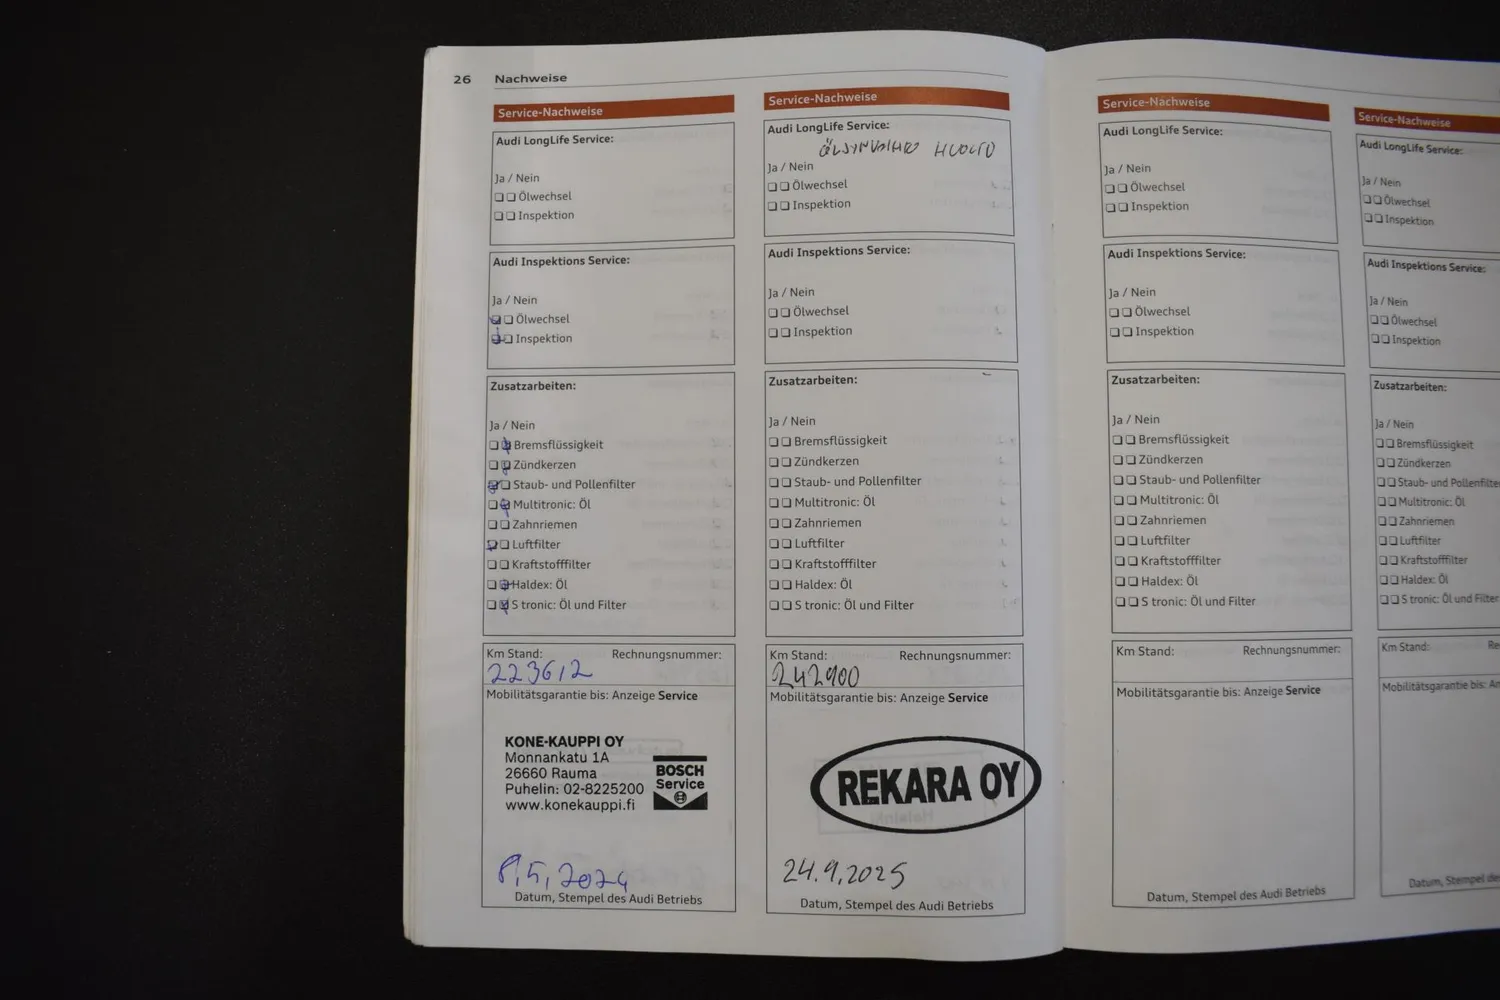 26 Nachweise
Service-Nachweise
Audi LongLife Service:
Ja / Nein
Ölwechsel
Inspektion
Audi Inspektions Service:
Ja / Nein
Ölwechsel
Inspektion
Zusatzarbeiten:
Ja / Nein
Bremsflüssigkeit
Zündkerzen
Staub- und Pollenfilter
Multitronic: Öl
Zahnriemen
Luftfilter
Kraftstofffilter
Haldex: Öl
S tronic: Öl und Filter
Km Stand: Rechnungsnummer:
223612
Mobilitätsgarantie bis: Anzeige Service
KONE-KAUPPI OY
Monnankatu 1A
26660 Rauma
Puhelin: 02-8225200
www.konekauppi.fi
BOSCH
Service
8.5.2024
Datum, Stempel des Audi Betriebs
Service-Nachweise
Audi LongLife Service:
HUOLTO
Ja / Nein
Ölwechsel
Inspektion
Audi Inspektions Service:
Ja / Nein
Ölwechsel
Inspektion
Zusatzarbeiten:
Ja / Nein
Bremsflüssigkeit
Zündkerzen
Staub- und Pollenfilter
Multitronic: Öl
Zahnriemen
Luftfilter
Kraftstofffilter
Haldex: Öl
S tronic: Öl und Filter
Km Stand: Rechnungsnummer:
242900
Mobilitätsgarantie bis: Anzeige Service
REKARA OY
24.9.2025
Datum, Stempel des Audi Betriebs
Service-Nachweise
Audi LongLife Service:
Ja / Nein
Ölwechsel
Inspektion
Audi Inspektions Service:
Ja / Nein
Ölwechsel
Inspektion
Zusatzarbeiten:
Ja / Nein
Bremsflüssigkeit
Zündkerzen
Staub- und Pollenfilter
Multitronic: Öl
Zahnriemen
Luftfilter
Kraftstofffilter
Haldex: Öl
S tronic: Öl und Filter
Km Stand: Rechnungsnummer:
Mobilitätsgarantie bis: Anzeige Service
Datum, Stempel des Audi Betriebs
Service-Nachweise
Audi LongLife Service:
Ja / Nein
Ölwechsel
Inspektion
Audi Inspektions Service:
Ja / Nein
Ölwechsel
Inspektion
Zusatzarbeiten:
Ja / Nein
Bremsflüssigkeit
Zündkerzen
Staub- und Pollenfilter
Multitronic: Öl
Zahnriemen
Luftfilter
Kraftstofffilter
Haldex: Öl
S tronic: Öl und Filter
Km Stand:
Mobilitätsgarantie bis:
Datum, Stempel